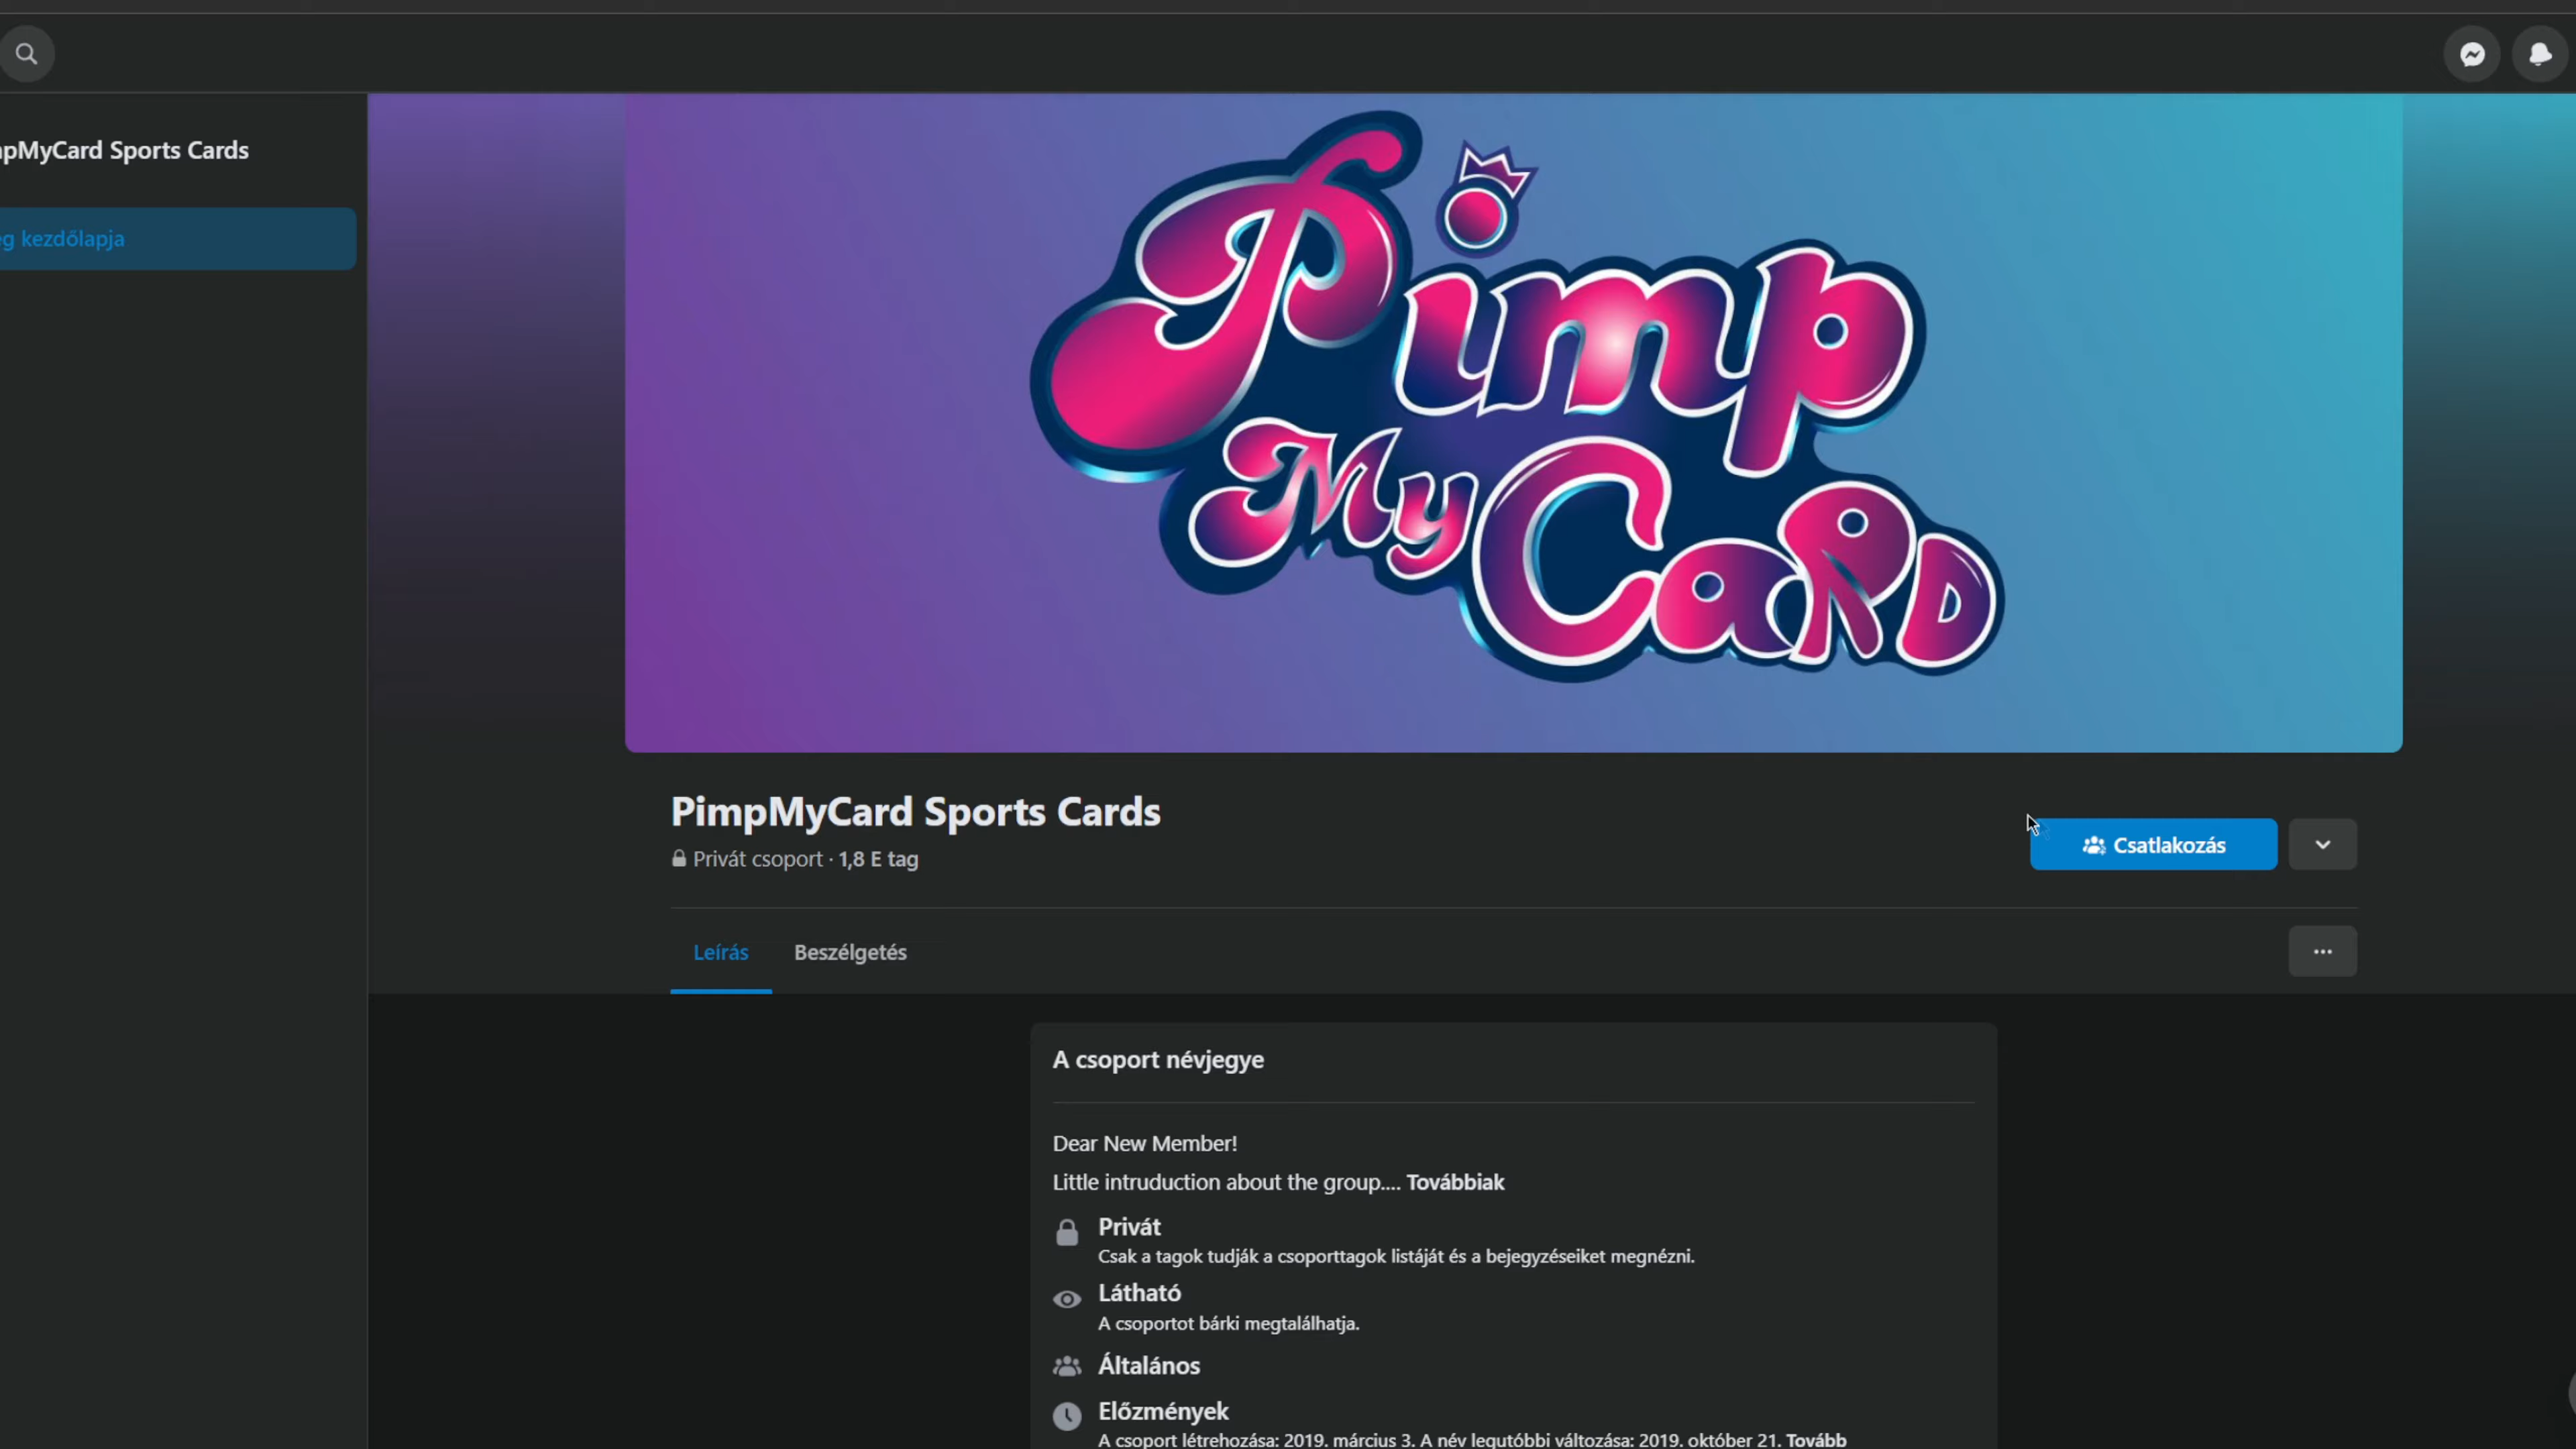 pMyCard Sports Cards
kezdőlapja
Pimp
My Card
PimpMyCard Sports Cards
Privát csoport · 1,8 E tag
Csatlakozás
Leírás
Beszélgetés
A csoport névjegye
Dear New Member!
Little intruduction about the group.... Továbbiak
Privát
Csak a tagok tudják a csoporttagok listáját és a bejegyzéseiket megnézni.
Látható
A csoportot bárki megtalálhatja.
Általános
Előzmények
A csoport létrehozása: 2019. március 3. A név legutóbbi változása: 2019. október 21. Tovább